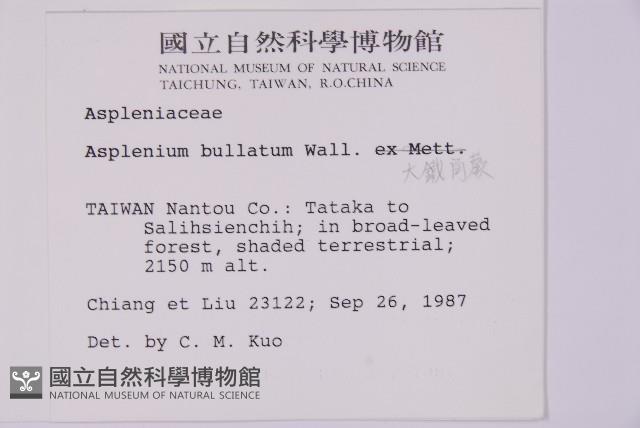 國立自然科學博物館
NATIONAL MUSEUM OF NATURAL SCIENCE
TAICHUNG, TAIWAN, R.O.CHINA
Aspleniaceae
Asplenium bullatum Wall. ex Mett.
大鐵角蕨
TAIWAN Nantou Co.: Tataka to
Salihsienchih; in broad-leaved
forest, shaded terrestrial;
2150 m alt.
Chiang et Liu 23122; Sep 26, 1987
Det. by C. M. Kuo
國立自然科學博物館
NATIONAL MUSEUM OF NATURAL SCIENCE